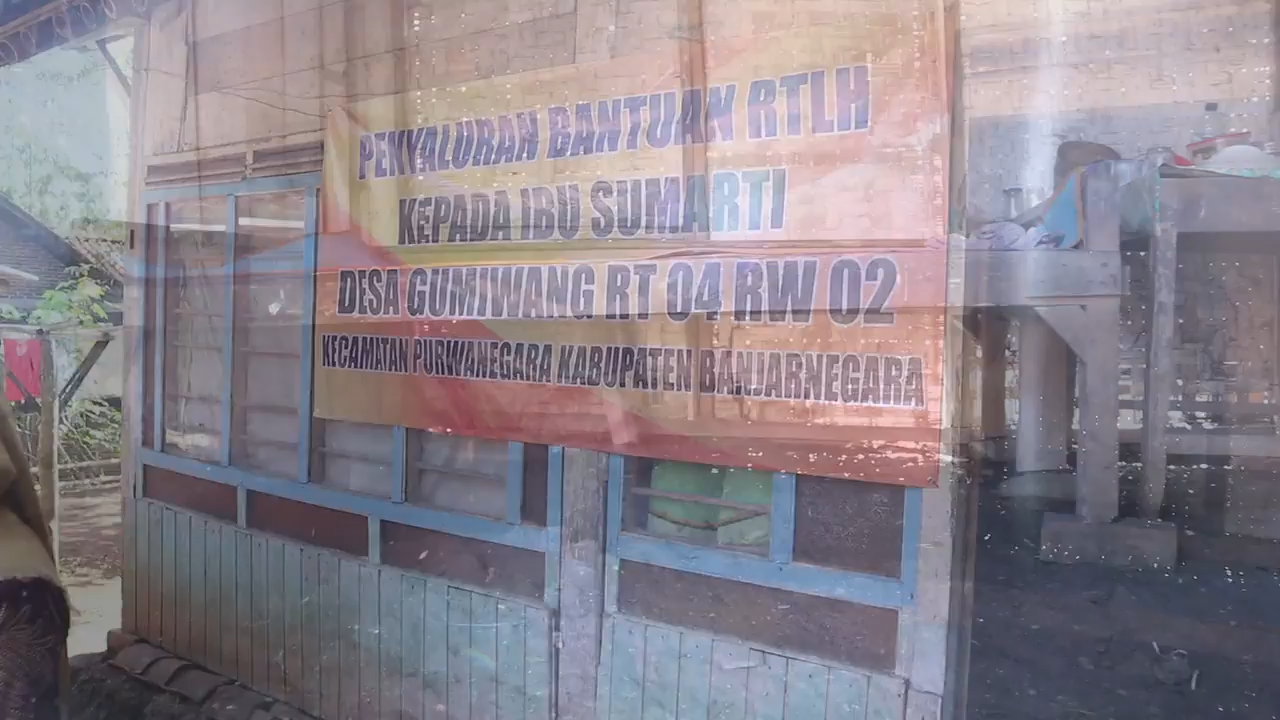 PENYALURAN BANTUAN RTLH
KEPADA IBU SUMARTI
DESA GUMIWANG RT 04 RW 02
KECAMATAN PURWANEGARA KABUPATEN BANJARNEGARA